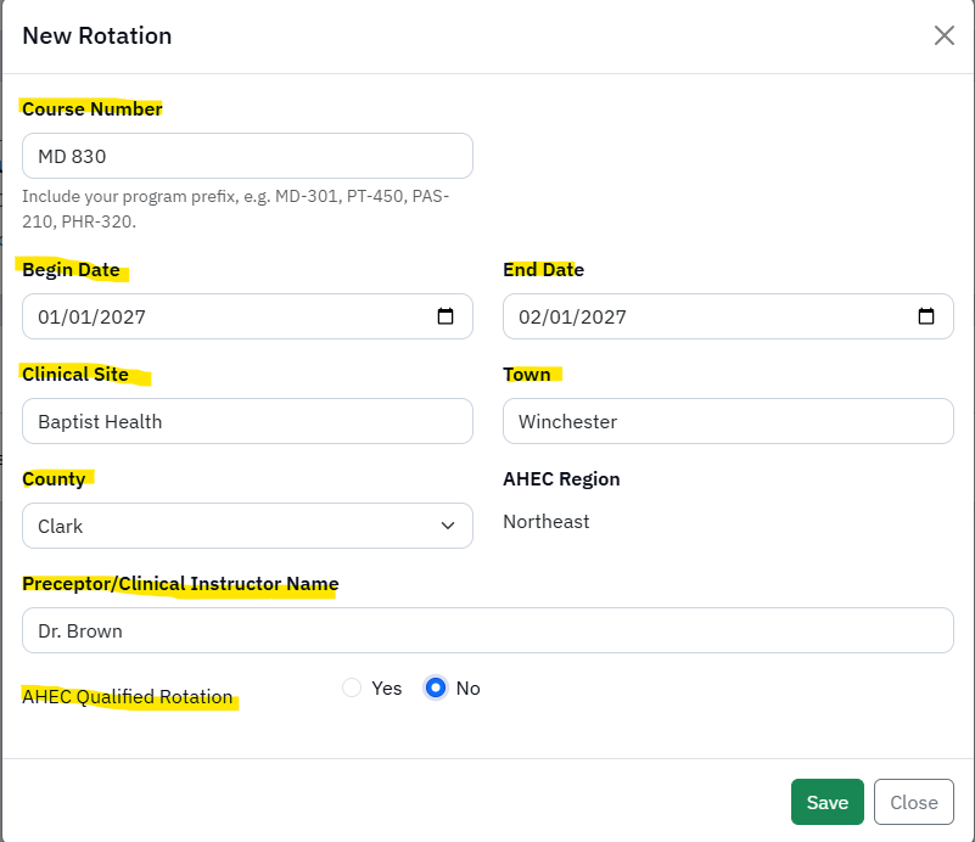 New Rotation
Course Number
MD 830
Include your program prefix, e.g. MD-301, PT-450, PAS-
210, PHR-320.
Begin Date
End Date
01/01/2027
02/01/2027
Clinical Site
Town
Baptist Health
Winchester
County
AHEC Region
Clark
Northeast
Preceptor/Clinical Instructor Name
Dr. Brown
AHEC Qualified Rotation
Yes
No
Save
Close